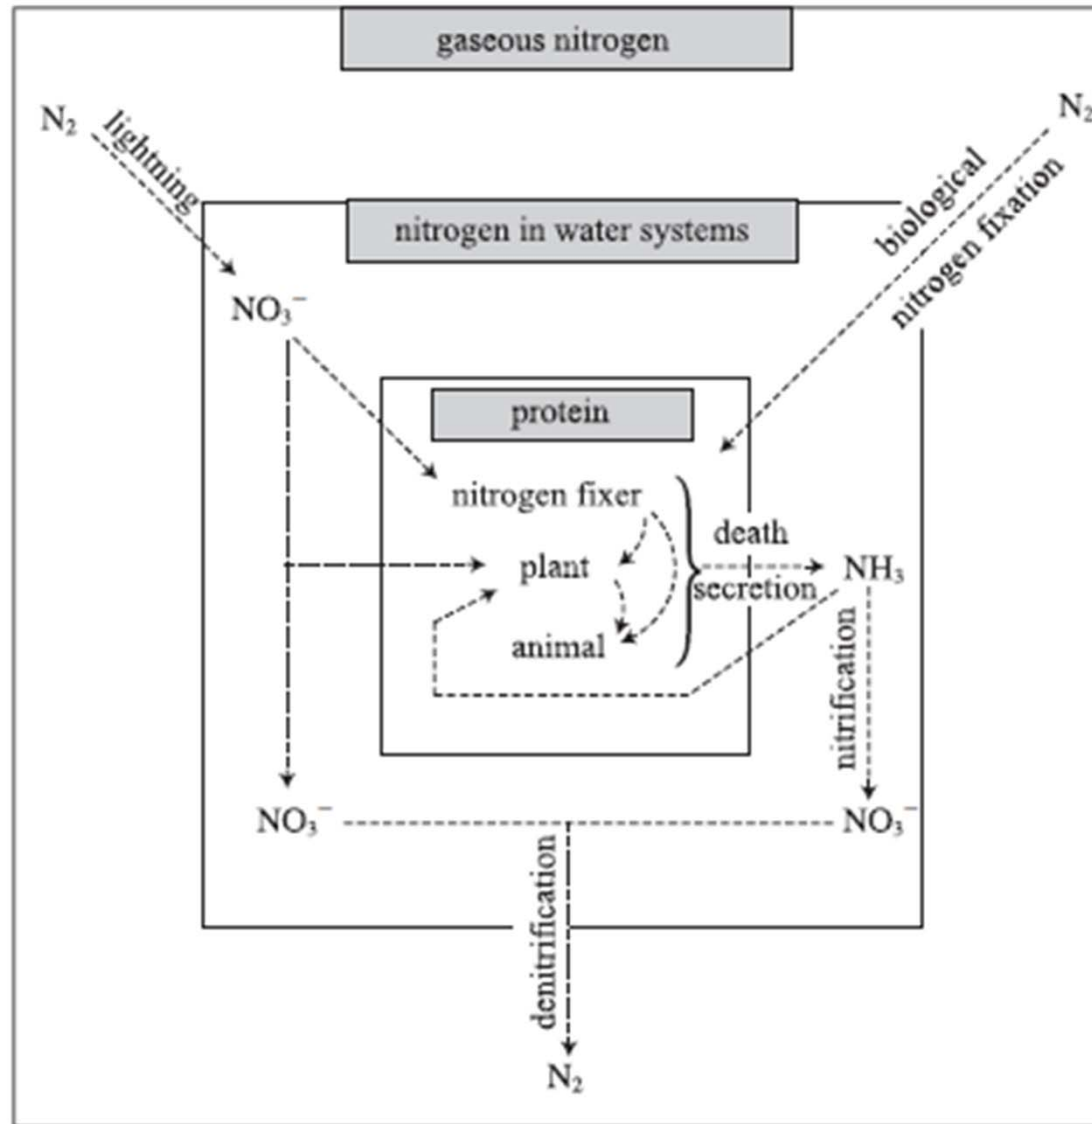 gaseous nitrogen
N₂
lightning
N₂
biological
nitrogen fixation
nitrogen in water systems
NO₃⁻
protein
nitrogen fixer
plant
animal
death
secretion
NH₃
nitrification
NO₃⁻
NO₃⁻
denitrification
N₂